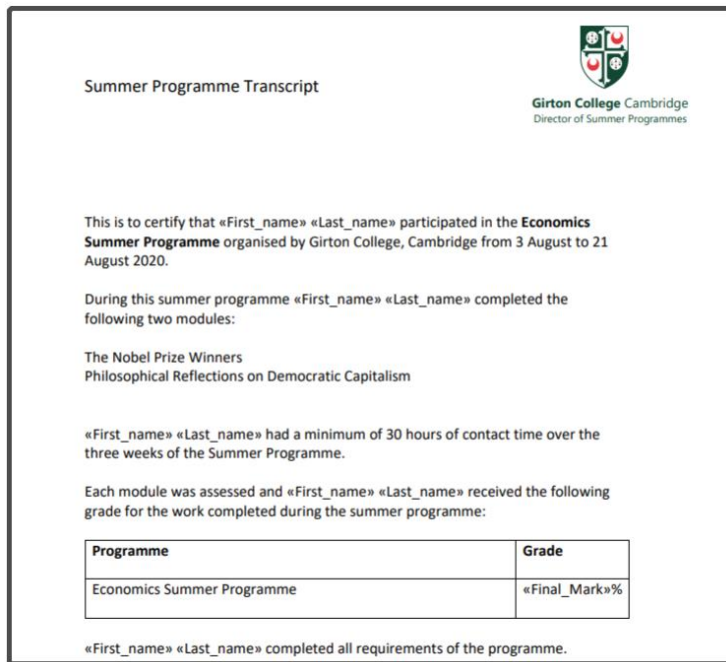 Summer Programme Transcript
Girton College Cambridge
Director of Summer Programmes
This is to certify that «First_name» «Last_name» participated in the Economics
Summer Programme organised by Girton College, Cambridge from 3 August to 21
August 2020.
During this summer programme «First_name» «Last_name» completed the
following two modules:
The Nobel Prize Winners
Philosophical Reflections on Democratic Capitalism
«First_name» «Last_name» had a minimum of 30 hours of contact time over the
three weeks of the Summer Programme.
Each module was assessed and «First_name» «Last_name» received the following
grade for the work completed during the summer programme:
Programme Grade
Economics Summer Programme «Final_Mark»%
«First_name» «Last_name» completed all requirements of the programme.